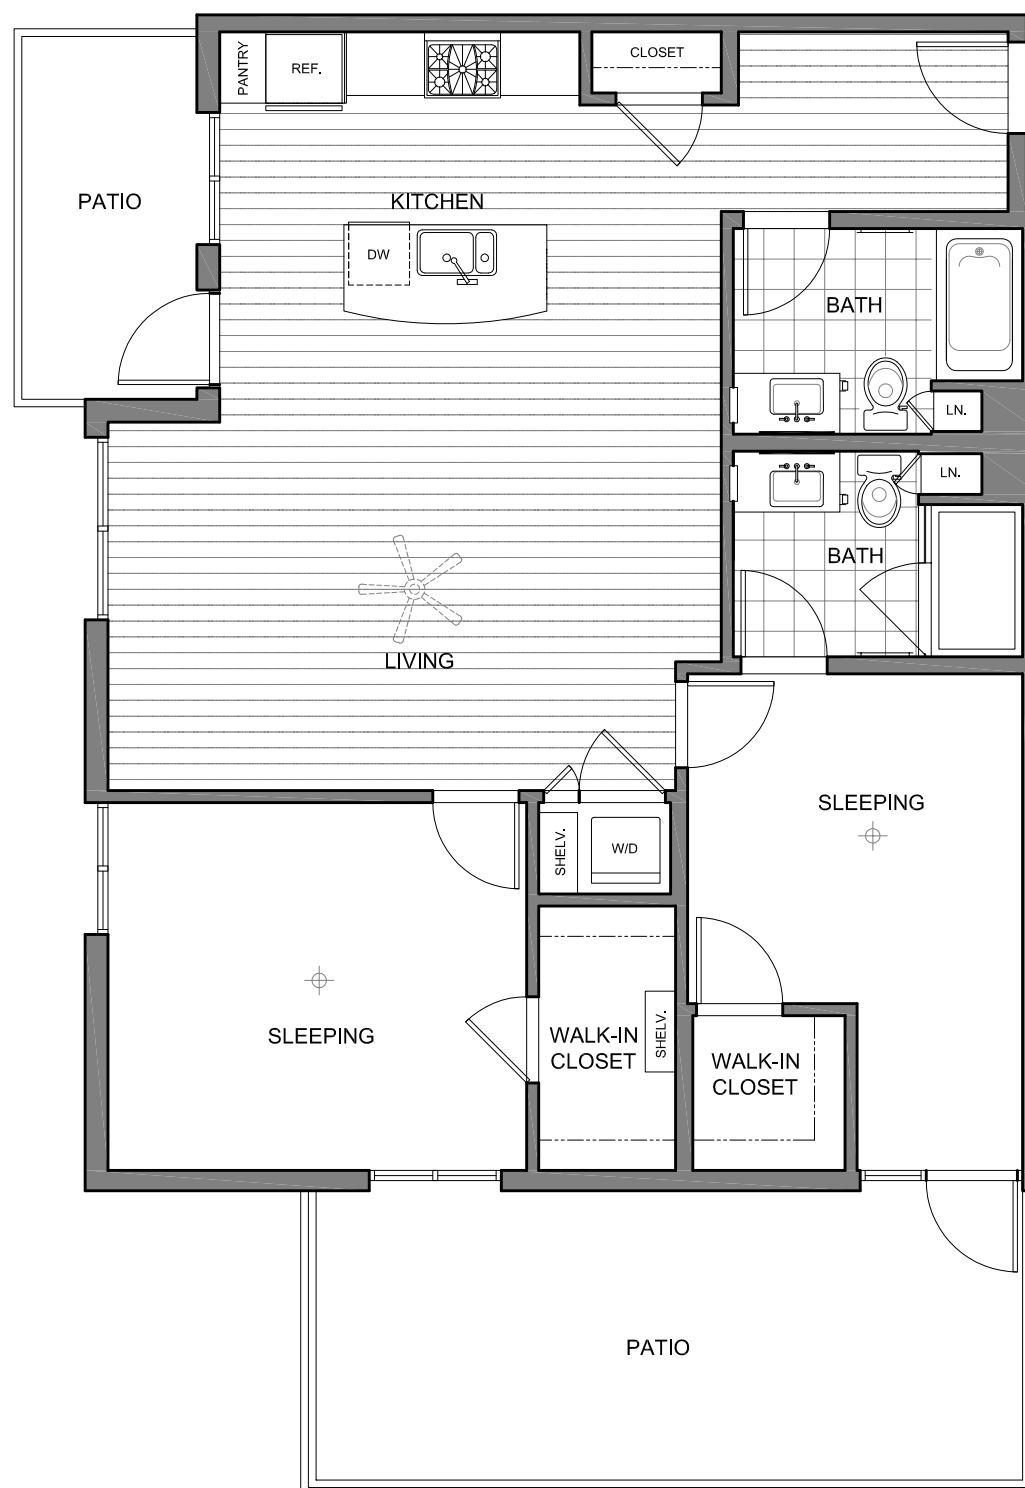 PANTRY
REF.
CLOSET
PATIO
KITCHEN
DW
BATH
LN.
LN.
BATH
LIVING
SLEEPING
SHELV.
W/D
SLEEPING
WALK-IN
CLOSET
SHELV.
WALK-IN
CLOSET
PATIO